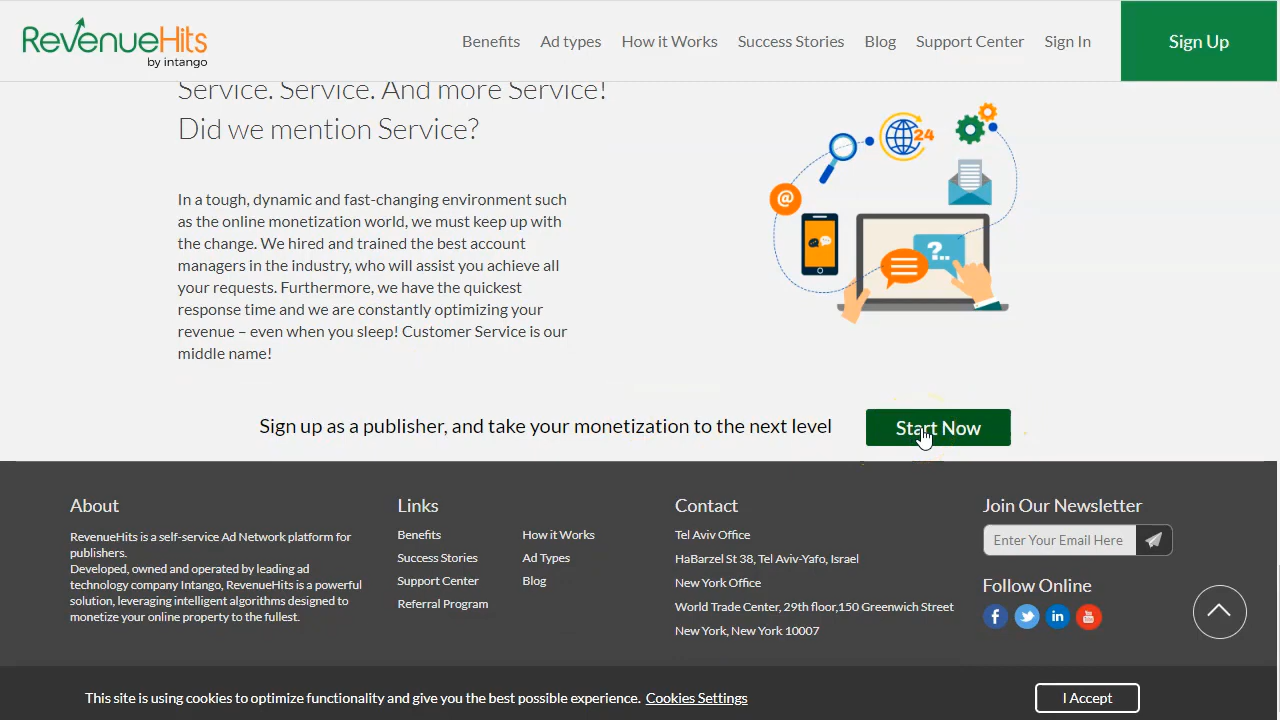 RevenueHits
by intango
Benefits
Ad types
How it Works
Success Stories
Blog
Support Center
Sign In
Sign Up
Service. Service. And more Service!
Did we mention Service?
In a tough, dynamic and fast-changing environment such
as the online monetization world, we must keep up with
the change. We hired and trained the best account
managers in the industry, who will assist you achieve all
your requests. Furthermore, we have the quickest
response time and we are constantly optimizing your
revenue – even when you sleep! Customer Service is our
middle name!
24
@
?..
Sign up as a publisher, and take your monetization to the next level
Start Now
About
RevenueHits is a self-service Ad Network platform for
publishers.
Developed, owned and operated by leading ad
technology company Intango, RevenueHits is a powerful
solution, leveraging intelligent algorithms designed to
monetize your online property to the fullest.
Links
Benefits
How it Works
Success Stories
Ad Types
Support Center
Blog
Referral Program
Contact
Tel Aviv Office
HaBarzel St 38, Tel Aviv-Yafo, Israel
New York Office
World Trade Center, 29th floor,150 Greenwich Street
New York, New York 10007
Join Our Newsletter
Enter Your Email Here
Follow Online
f
in
You
Tube
This site is using cookies to optimize functionality and give you the best possible experience. Cookies Settings
I Accept